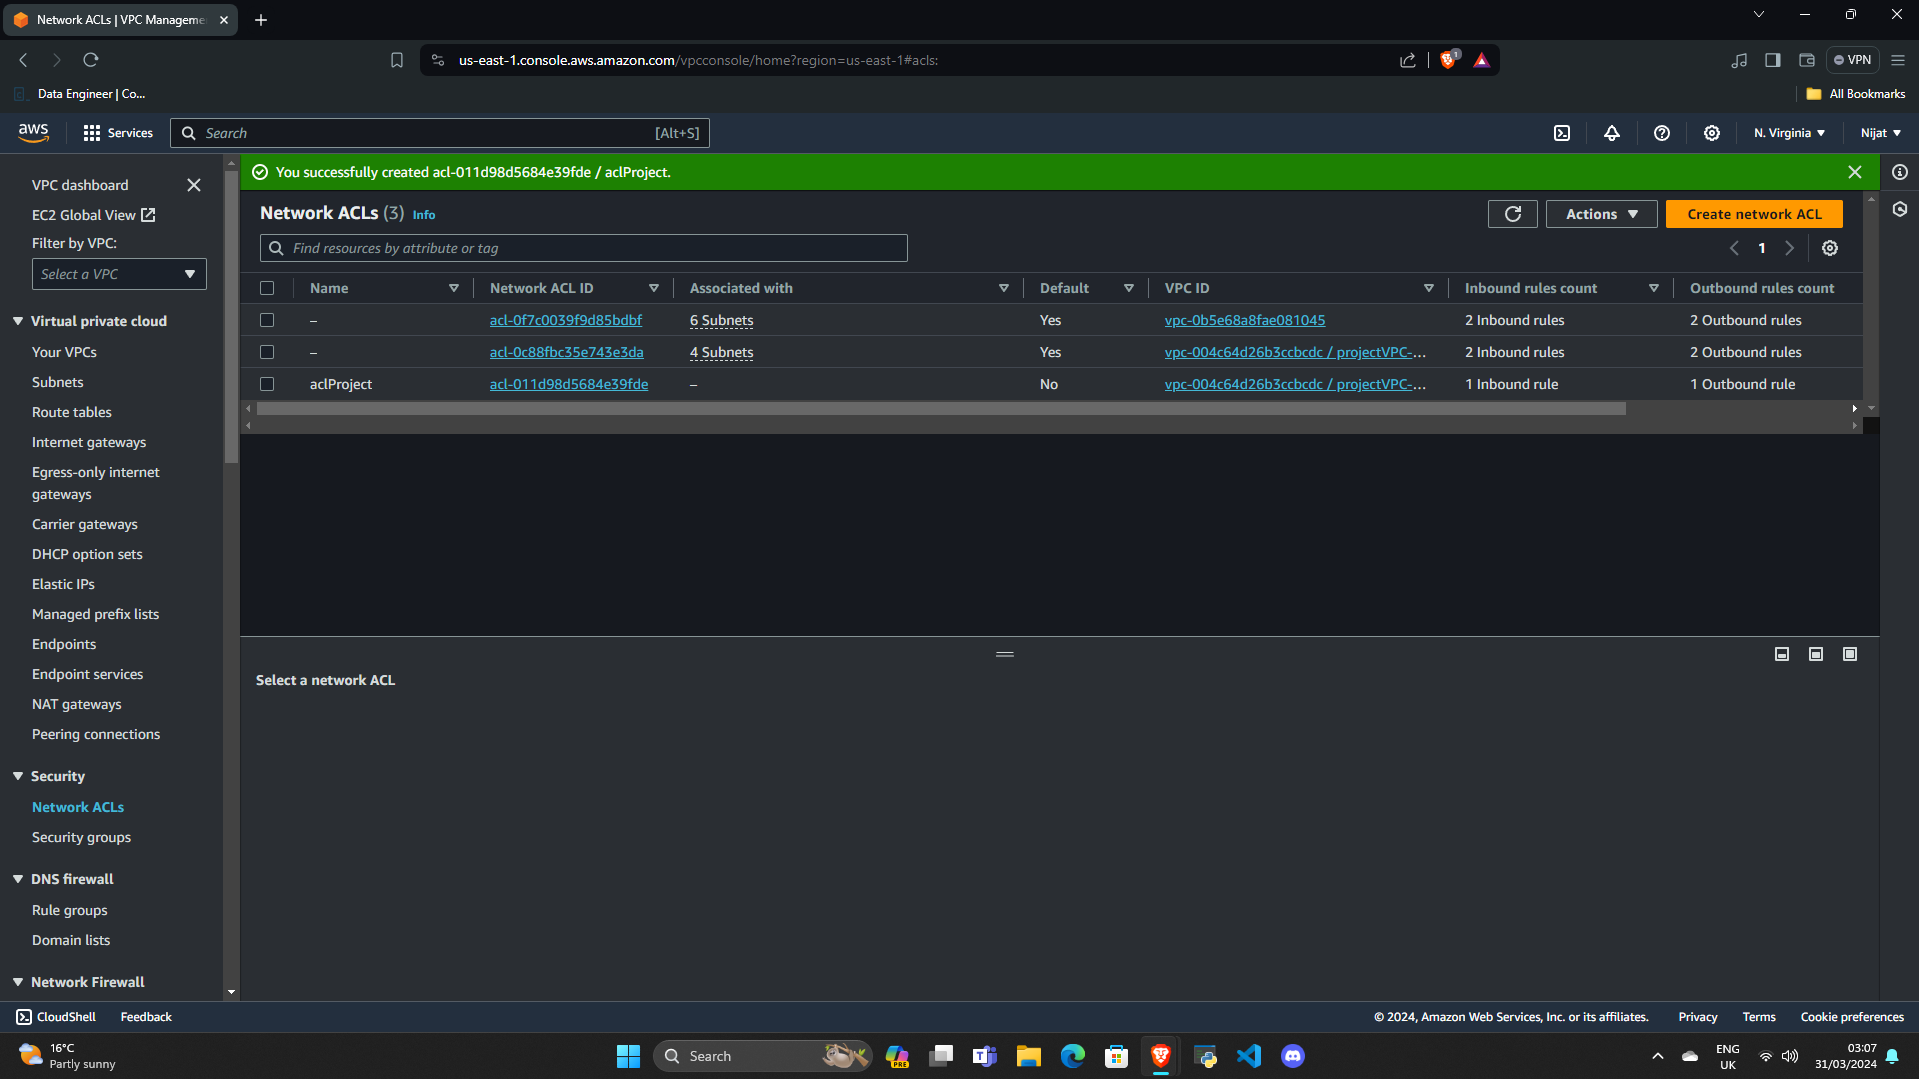 Network ACLs | VPC Manageme
us-east-1.console.aws.amazon.com/vpcconsole/home?region=us-east-1#acls:
1
VPN
Data Engineer | Co...
All Bookmarks
aws
Services
Search
[Alt+S]
N. Virginia
Nijat
VPC dashboard
EC2 Global View
Filter by VPC:
Select a VPC
Virtual private cloud
Your VPCs
Subnets
Route tables
Internet gateways
Egress-only internet
gateways
Carrier gateways
DHCP option sets
Elastic IPs
Managed prefix lists
Endpoints
Endpoint services
NAT gateways
Peering connections
Security
Network ACLs
Security groups
DNS firewall
Rule groups
Domain lists
Network Firewall
You successfully created acl-011d98d5684e39fde / aclProject.
Network ACLs (3) Info
Actions
Create network ACL
Find resources by attribute or tag
1
Name Network ACL ID Associated with Default VPC ID Inbound rules count Outbound rules count
– acl-0f7c0039f9d85bdbf 6 Subnets Yes vpc-0b5e68a8fae081045 2 Inbound rules 2 Outbound rules
– acl-0c88fbc35e743e3da 4 Subnets Yes vpc-004c64d26b3ccbcdc / projectVPC-... 2 Inbound rules 2 Outbound rules
aclProject acl-011d98d5684e39fde – No vpc-004c64d26b3ccbcdc / projectVPC-... 1 Inbound rule 1 Outbound rule
Select a network ACL
CloudShell
Feedback
© 2024, Amazon Web Services, Inc. or its affiliates.
Privacy
Terms
Cookie preferences
16°C
Partly sunny
Search
PRE
ENG
UK
03:07
31/03/2024